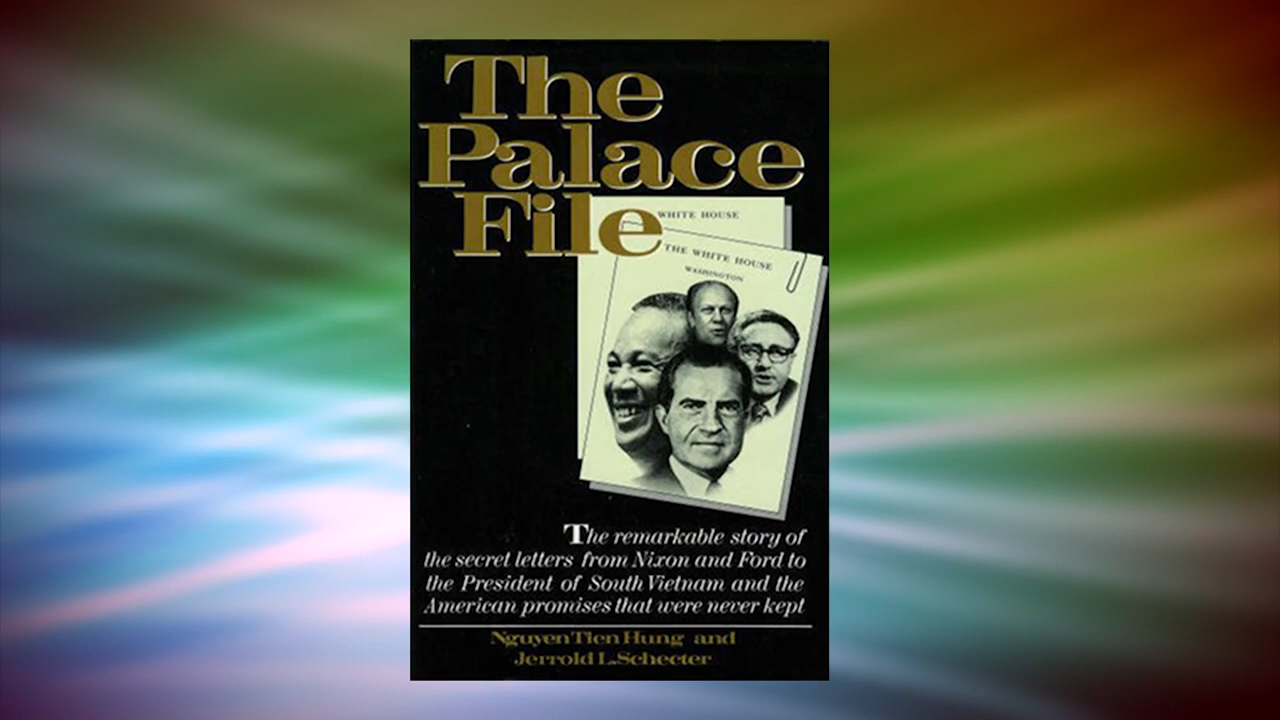 The
Palace
File
WHITE HOUSE
THE WHITE HOUSE
WASHINGTON
The remarkable story of
the secret letters from Nixon and Ford to
the President of South Vietnam and the
American promises that were never kept
Nguyen Tien Hung and
Jerrold L. Schecter